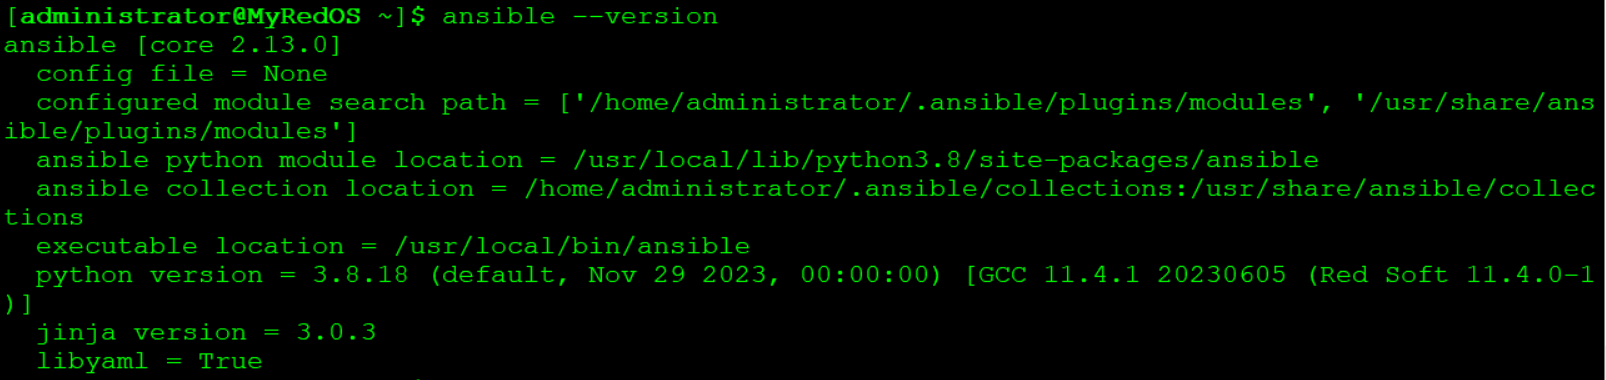 [administrator@MyRedOS ~]$ ansible --version
ansible [core 2.13.0]
  config file = None
  configured module search path = ['/home/administrator/.ansible/plugins/modules', '/usr/share/ans
ible/plugins/modules']
  ansible python module location = /usr/local/lib/python3.8/site-packages/ansible
  ansible collection location = /home/administrator/.ansible/collections:/usr/share/ansible/collec
tions
  executable location = /usr/local/bin/ansible
  python version = 3.8.18 (default, Nov 29 2023, 00:00:00) [GCC 11.4.1 20230605 (Red Soft 11.4.0-1
)]
  jinja version = 3.0.3
  libyaml = True